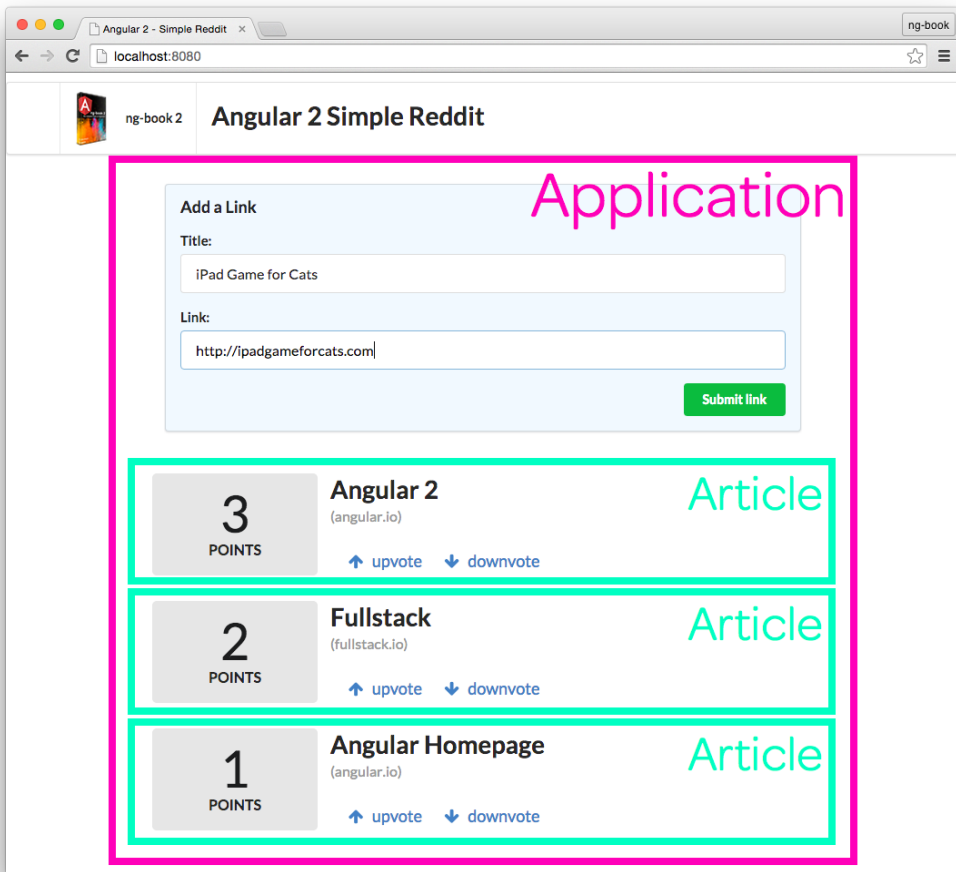 Angular 2 - Simple Reddit
ng-book
localhost:8080
ng-book 2
Angular 2 Simple Reddit
Application
Add a Link
Title:
iPad Game for Cats
Link:
http://ipadgameforcats.com
Submit link
3
POINTS
Angular 2
(angular.io)
upvote downvote
Article
2
POINTS
Fullstack
(fullstack.io)
upvote downvote
Article
1
POINTS
Angular Homepage
(angular.io)
upvote downvote
Article